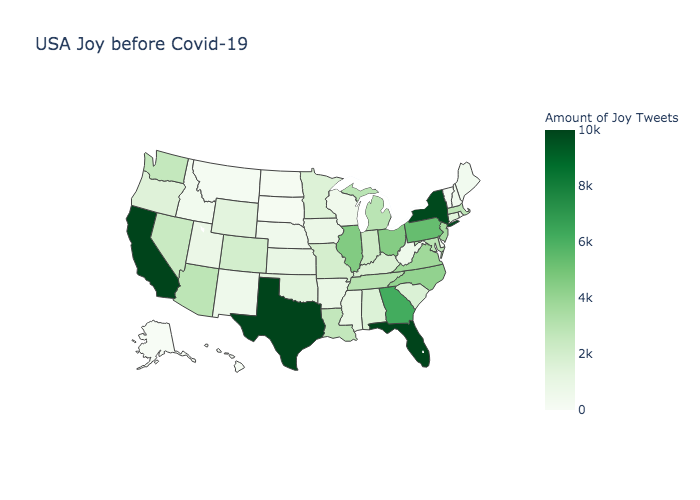 USA Joy before Covid-19
Amount of Joy Tweets
10k
8k
6k
4k
2k
0